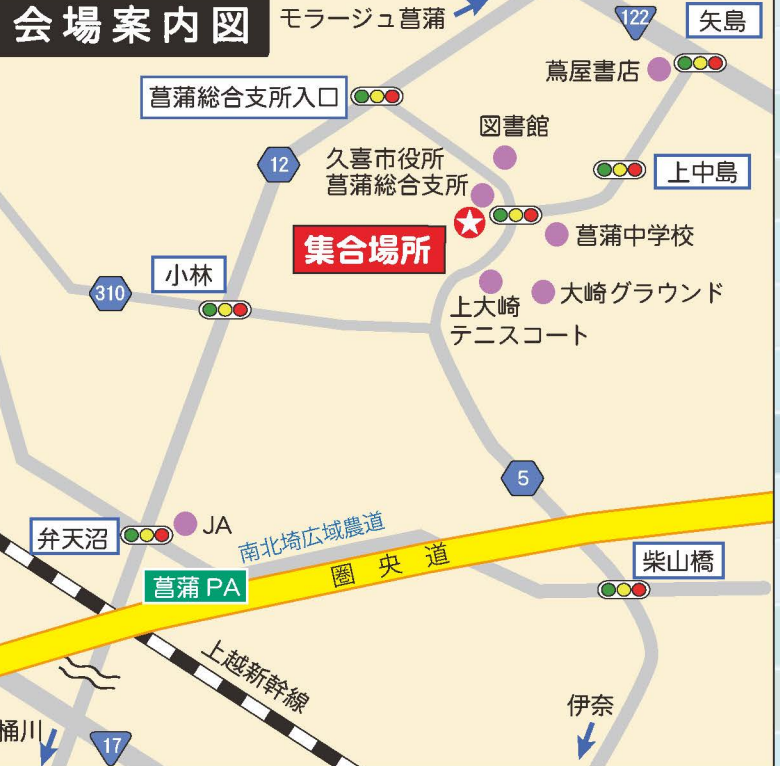 会場案内図
モラージュ菖蒲
122
矢島
蔦屋書店
菖蒲総合支所入口
図書館
12
久喜市役所
菖蒲総合支所
上中島
集合場所
菖蒲中学校
小林
310
上大崎
テニスコート
大崎グラウンド
5
弁天沼
JA
南北埼広域農道
圏央道
菖蒲PA
柴山橋
上越新幹線
伊奈
桶川
17